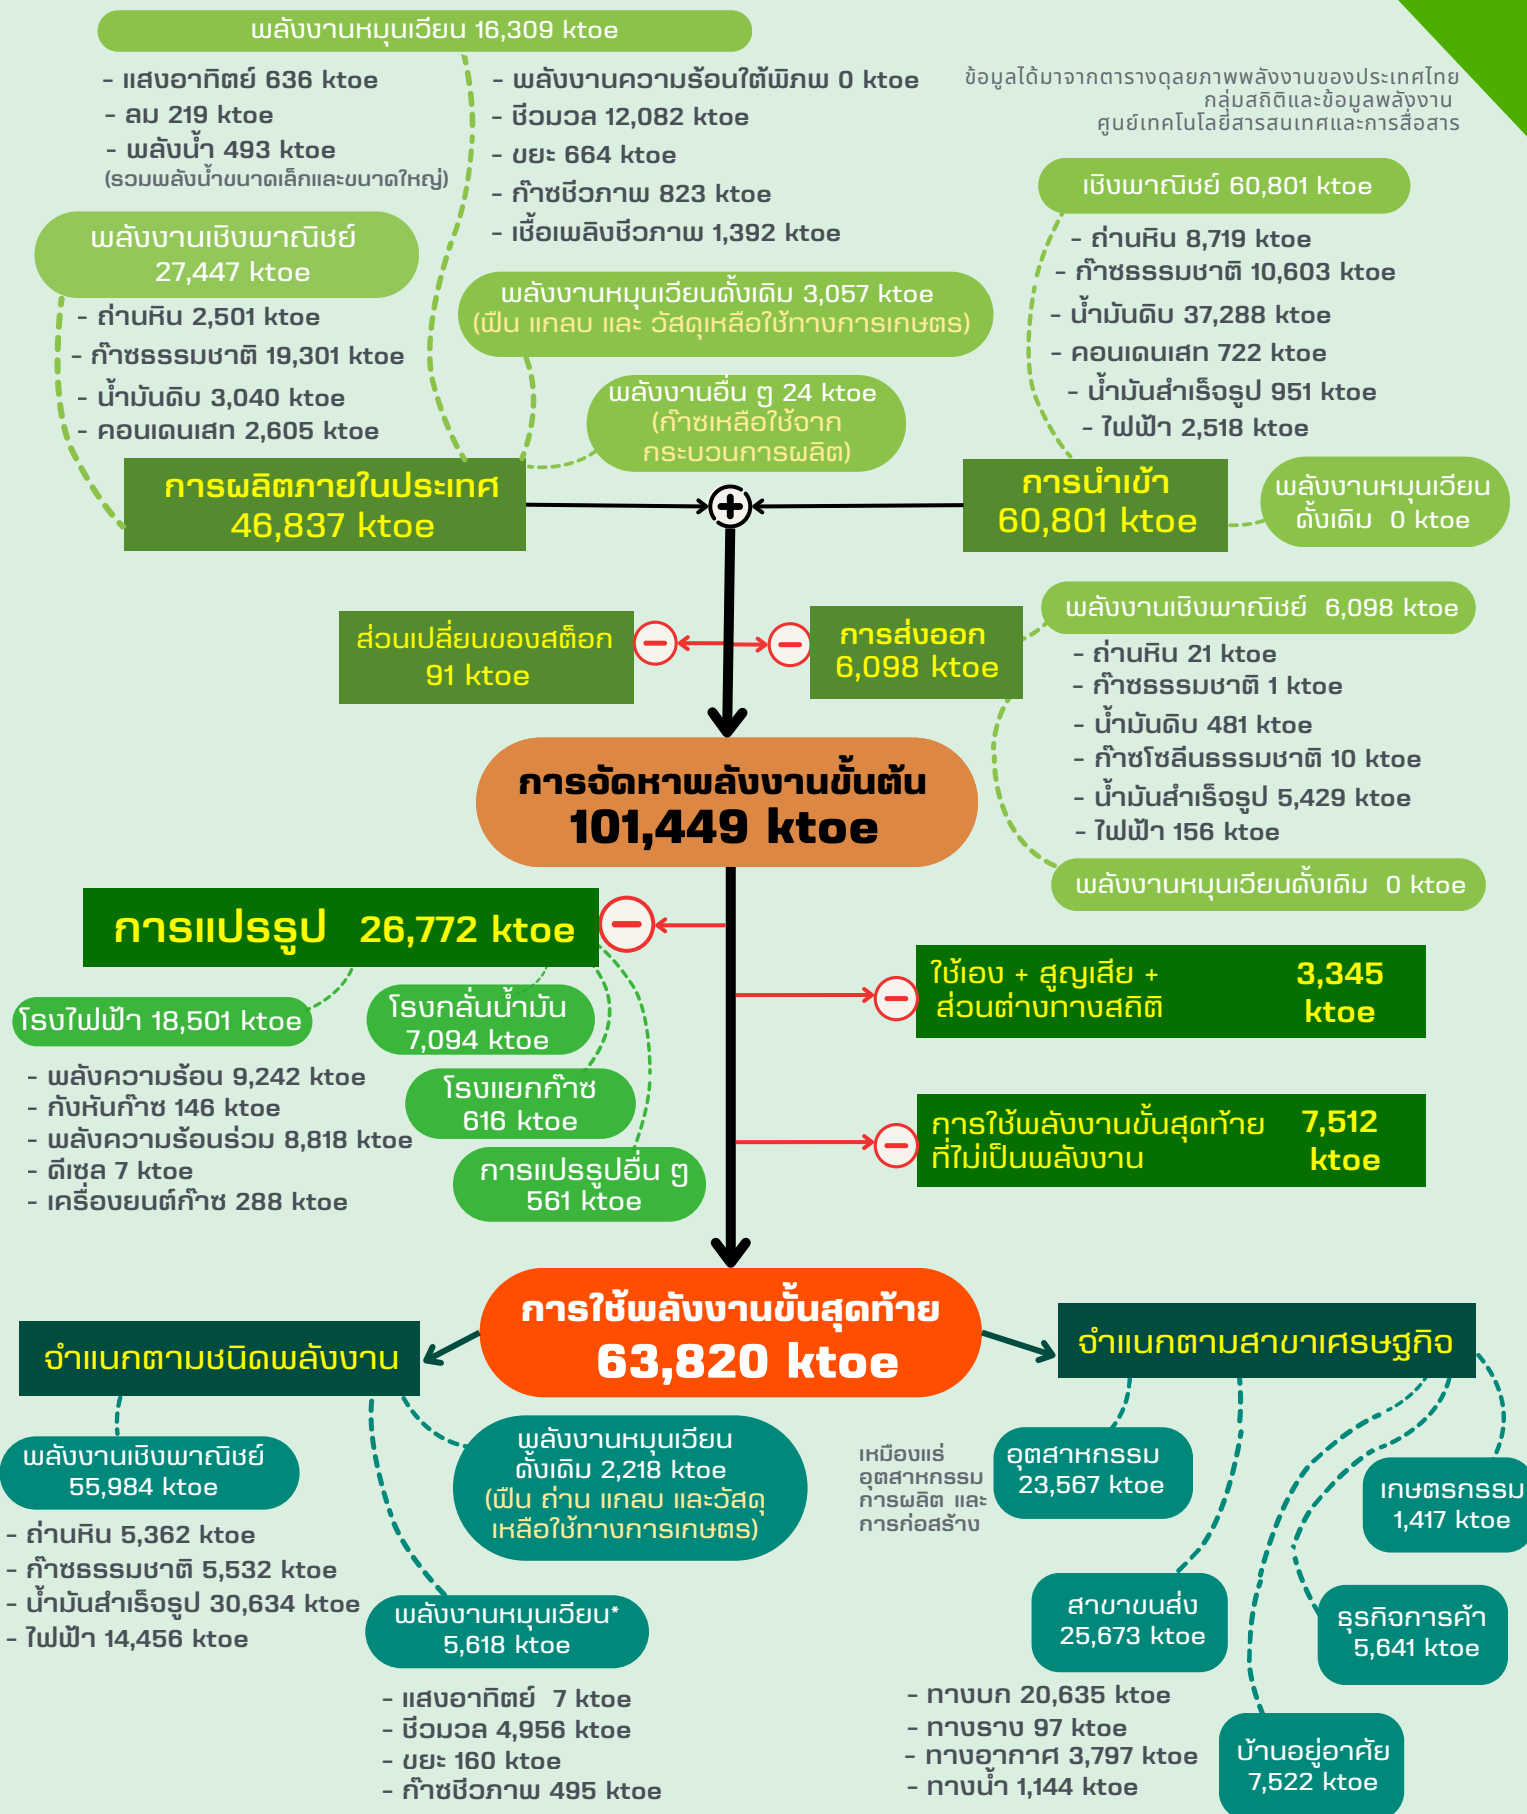 พลังงานหมุนเวียน 16,309 ktoe
- แสงอาทิตย์ 636 ktoe
- ลม 219 ktoe
- พลังน้ำ 493 ktoe
(รวมพลังน้ำขนาดเล็กและขนาดใหญ่)
- พลังงานความร้อนใต้พิภพ 0 ktoe
- ชีวมวล 12,082 ktoe
- ขยะ 664 ktoe
- ก๊าซชีวภาพ 823 ktoe
- เชื้อเพลิงชีวภาพ 1,392 ktoe
ข้อมูลได้มาจากตารางดุลยภาพพลังงานของประเทศไทย
กลุ่มสถิติและข้อมูลพลังงาน
ศูนย์เทคโนโลยีสารสนเทศและการสื่อสาร
พลังงานเชิงพาณิชย์
27,447 ktoe
- ถ่านหิน 2,501 ktoe
- ก๊าซธรรมชาติ 19,301 ktoe
- น้ำมันดิบ 3,040 ktoe
- คอนเดนเสท 2,605 ktoe
พลังงานหมุนเวียนดั้งเดิม 3,057 ktoe
(ฟืน แกลบ และ วัสดุเหลือใช้ทางการเกษตร)
พลังงานอื่น ๆ 24 ktoe
(ก๊าซเหลือใช้จาก
กระบวนการผลิต)
เชิงพาณิชย์ 60,801 ktoe
- ถ่านหิน 8,719 ktoe
- ก๊าซธรรมชาติ 10,603 ktoe
- น้ำมันดิบ 37,288 ktoe
- คอนเดนเสท 722 ktoe
- น้ำมันสำเร็จรูป 951 ktoe
- ไฟฟ้า 2,518 ktoe
การผลิตภายในประเทศ
46,837 ktoe
การนำเข้า
60,801 ktoe
พลังงานหมุนเวียน
ดั้งเดิม 0 ktoe
ส่วนเปลี่ยนของสต็อก
91 ktoe
การส่งออก
6,098 ktoe
พลังงานเชิงพาณิชย์ 6,098 ktoe
- ถ่านหิน 21 ktoe
- ก๊าซธรรมชาติ 1 ktoe
- น้ำมันดิบ 481 ktoe
- ก๊าซโซลีนธรรมชาติ 10 ktoe
- น้ำมันสำเร็จรูป 5,429 ktoe
- ไฟฟ้า 156 ktoe
พลังงานหมุนเวียนดั้งเดิม 0 ktoe
การจัดหาพลังงานขั้นต้น
101,449 ktoe
การแปรรูป 26,772 ktoe
โรงไฟฟ้า 18,501 ktoe
- พลังความร้อน 9,242 ktoe
- กังหันก๊าซ 146 ktoe
- พลังความร้อนร่วม 8,818 ktoe
- ดีเซล 7 ktoe
- เครื่องยนต์ก๊าซ 288 ktoe
โรงกลั่นน้ำมัน
7,094 ktoe
โรงแยกก๊าซ
616 ktoe
การแปรรูปอื่น ๆ
561 ktoe
ใช้เอง + สูญเสีย +
ส่วนต่างทางสถิติ
3,345
ktoe
การใช้พลังงานขั้นสุดท้าย
ที่ไม่เป็นพลังงาน
7,512
ktoe
การใช้พลังงานขั้นสุดท้าย
63,820 ktoe
จำแนกตามชนิดพลังงาน
พลังงานเชิงพาณิชย์
55,984 ktoe
- ถ่านหิน 5,362 ktoe
- ก๊าซธรรมชาติ 5,532 ktoe
- น้ำมันสำเร็จรูป 30,634 ktoe
- ไฟฟ้า 14,456 ktoe
พลังงานหมุนเวียน
ดั้งเดิม 2,218 ktoe
(ฟืน ถ่าน แกลบ และวัสดุ
เหลือใช้ทางการเกษตร)
พลังงานหมุนเวียน*
5,618 ktoe
- แสงอาทิตย์ 7 ktoe
- ชีวมวล 4,956 ktoe
- ขยะ 160 ktoe
- ก๊าซชีวภาพ 495 ktoe
จำแนกตามสาขาเศรษฐกิจ
เหมืองแร่
อุตสาหกรรม
การผลิต และ
การก่อสร้าง
อุตสาหกรรม
23,567 ktoe
เกษตรกรรม
1,417 ktoe
สาขาขนส่ง
25,673 ktoe
ธุรกิจการค้า
5,641 ktoe
- ทางบก 20,635 ktoe
- ทางราง 97 ktoe
- ทางอากาศ 3,797 ktoe
- ทางน้ำ 1,144 ktoe
บ้านอยู่อาศัย
7,522 ktoe